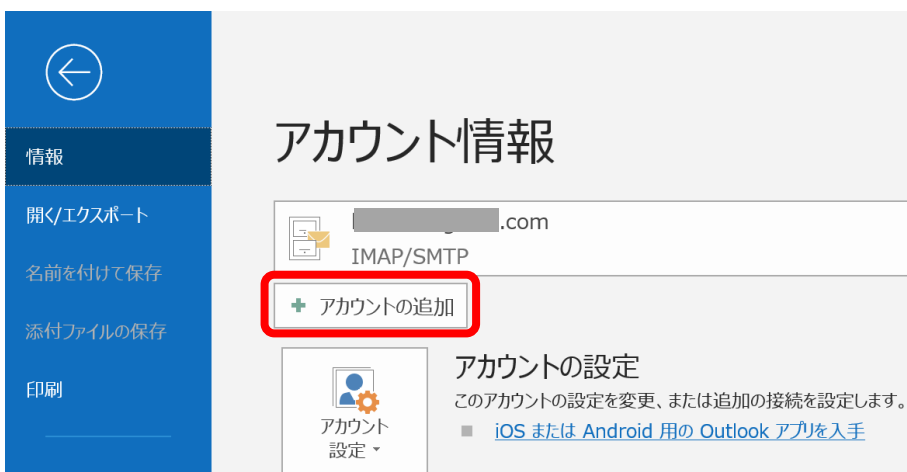 アカウント情報
情報
開く/エクスポート
名前を付けて保存
添付ファイルの保存
印刷
.com
IMAP/SMTP
アカウントの追加
アカウント
設定
アカウントの設定
このアカウントの設定を変更、または追加の接続を設定します。
iOS または Android 用の Outlook アプリを入手